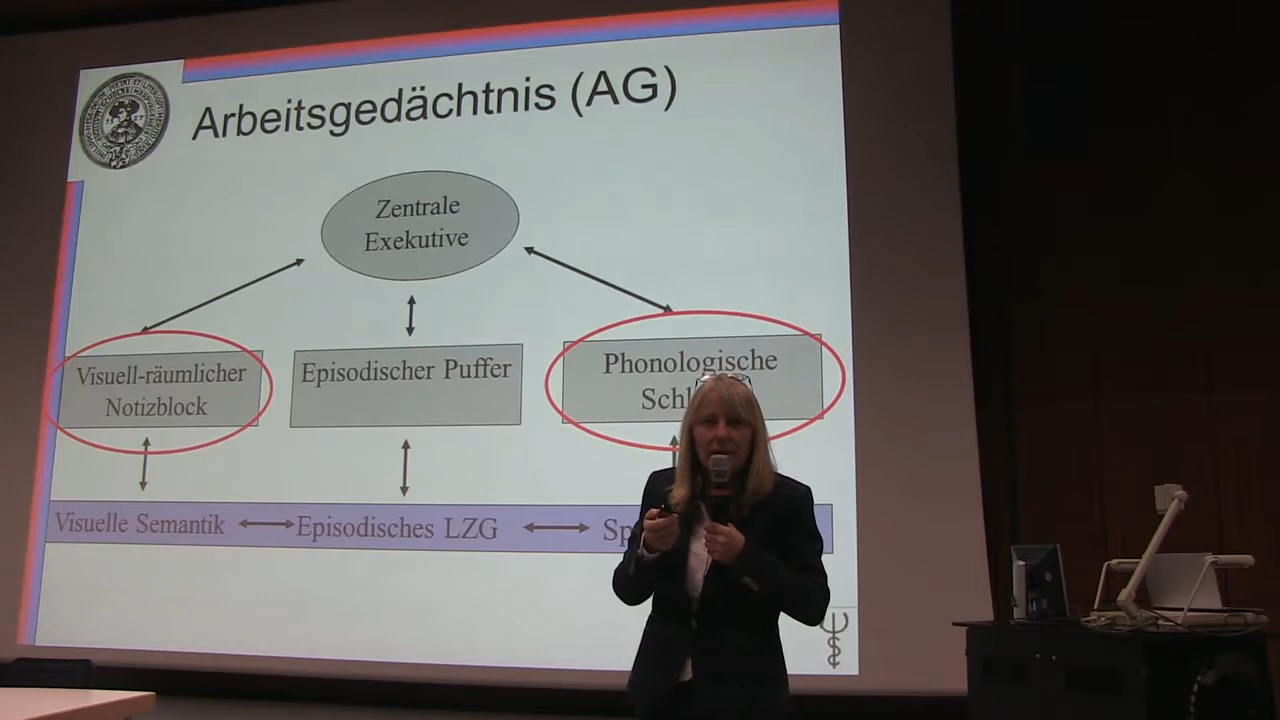 Arbeitsgedächtnis (AG)
Zentrale
Exekutive
Visuell-räumlicher
Notizblock
Episodischer Puffer
Phonologische
Visuelle Semantik
Episodisches LZG